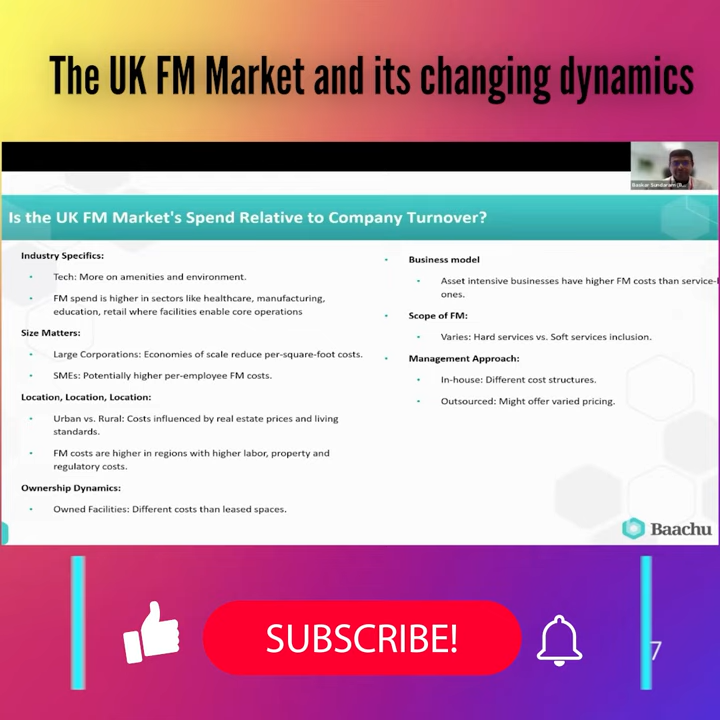 The UK FM Market and its changing dynamics
Baskar Sundaram (B...
Is the UK FM Market's Spend Relative to Company Turnover?
Industry Specifics:
• Tech: More on amenities and environment.
• FM spend is higher in sectors like healthcare, manufacturing,
education, retail where facilities enable core operations
Size Matters:
• Large Corporations: Economies of scale reduce per-square-foot costs.
• SMEs: Potentially higher per-employee FM costs.
Location, Location, Location:
• Urban vs. Rural: Costs influenced by real estate prices and living
standards.
• FM costs are higher in regions with higher labor, property and
regulatory costs.
Ownership Dynamics:
• Owned Facilities: Different costs than leased spaces.
• Business model
• Asset intensive businesses have higher FM costs than service-
ones.
• Scope of FM:
• Varies: Hard services vs. Soft services inclusion.
• Management Approach:
• In-house: Different cost structures.
• Outsourced: Might offer varied pricing.
Baachu
SUBSCRIBE!
7